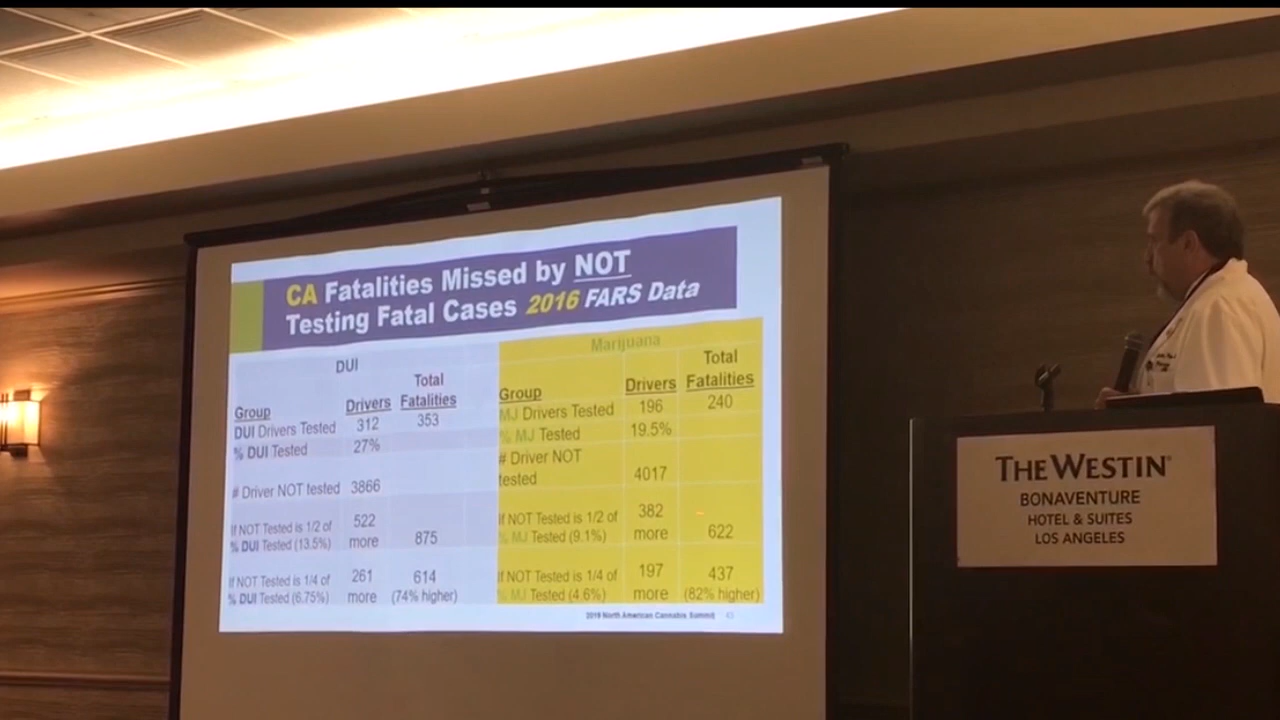 CA Fatalities Missed by NOT
Testing Fatal Cases 2016 FARS Data
DUI
Group Drivers Total Fatalities
DUI Drivers Tested 312 353
% DUI Tested 27%
# Driver NOT tested 3866
If NOT Tested is 1/2 of % DUI Tested (13.5%) 522 more 875
If NOT Tested is 1/4 of % DUI Tested (6.75%) 261 more 614 (74% higher)
Marijuana
Group Drivers Total Fatalities
MJ Drivers Tested 196 240
% MJ Tested 19.5%
# Driver NOT tested 4017
If NOT Tested is 1/2 of % MJ Tested (9.1%) 382 more 622
If NOT Tested is 1/4 of % MJ Tested (4.6%) 197 more 437 (82% higher)
2019 North American Cannabis Summit 43
THE WESTIN®
BONAVENTURE
HOTEL & SUITES
LOS ANGELES